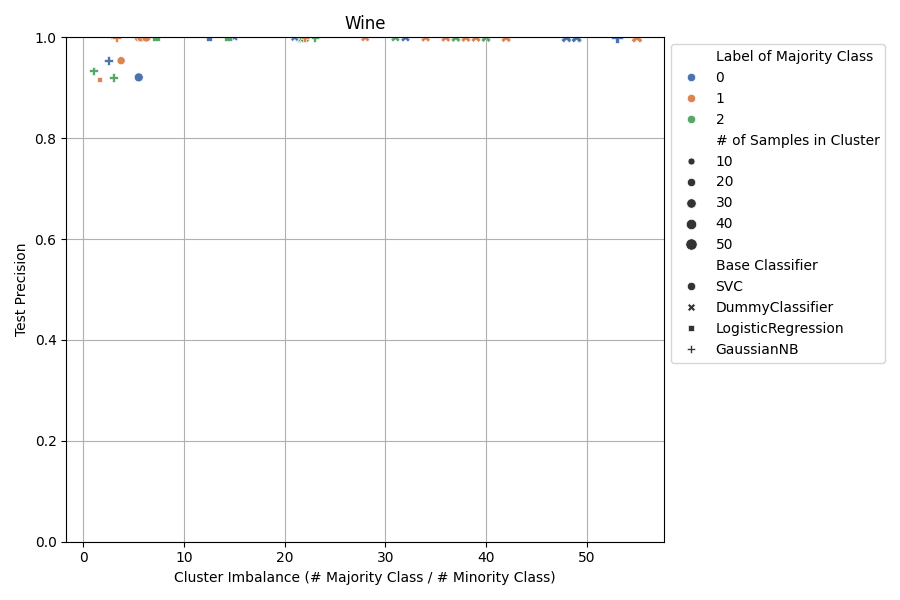 Wine
1.0
0.8
0.6
0.4
0.2
0.0
Test Precision
0
10
20
30
40
50
Cluster Imbalance (# Majority Class / # Minority Class)
Label of Majority Class
0
1
2
# of Samples in Cluster
10
20
30
40
50
Base Classifier
SVC
DummyClassifier
LogisticRegression
GaussianNB